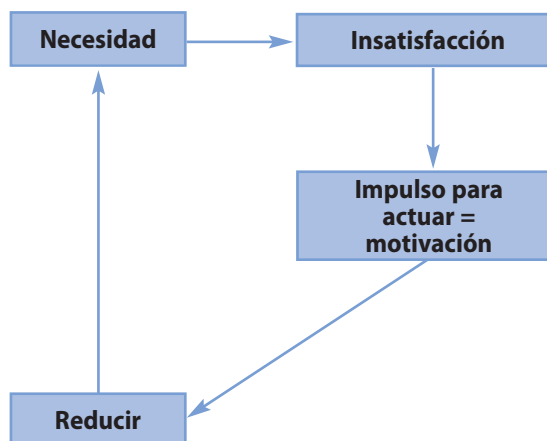 Necesidad
Insatisfacción
Impulso para
actuar =
motivación
Reducir